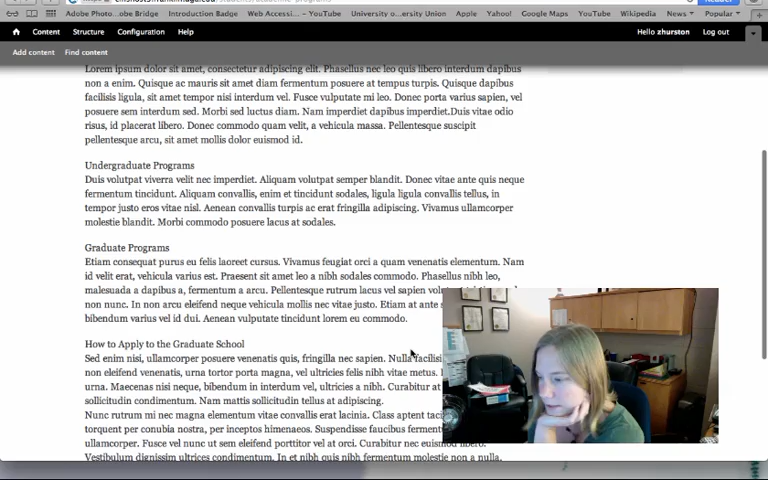 Adobe Photo...obe Bridge Introduction Badge Web Accessi... – YouTube University o...ersity Union Apple Yahoo! Google Maps YouTube Wikipedia News Popular
Content Structure Configuration Help Hello zhurston Log out
Add content Find content
Lorem ipsum dolor sit amet, consectetur adipiscing elit. Phasellus nec leo quis libero interdum dapibus
non a enim. Quisque ac mauris sit amet diam fermentum posuere at tempus turpis. Quisque dapibus
facilisis ligula, sit amet tempor nisi interdum vel. Fusce vulputate mi leo. Donec porta varius sapien, vel
posuere sem interdum sed. Morbi sed luctus diam. Nam imperdiet dapibus imperdiet.Duis vitae odio
risus, id placerat libero. Donec commodo quam velit, a vehicula massa. Pellentesque suscipit
pellentesque arcu, sit amet mollis dolor euismod id.
Undergraduate Programs
Duis volutpat viverra velit nec imperdiet. Aliquam volutpat semper blandit. Donec vitae ante quis neque
fermentum tincidunt. Aliquam convallis, enim et tincidunt sodales, ligula ligula convallis tellus, in
tempor justo eros vitae nisl. Aenean convallis turpis ac erat fringilla adipiscing. Vivamus ullamcorper
molestie blandit. Morbi commodo posuere lacus at sodales.
Graduate Programs
Etiam consequat purus eu felis laoreet cursus. Vivamus feugiat orci a quam venenatis elementum. Nam
id velit erat, vehicula varius est. Praesent sit amet leo a nibh sodales commodo. Phasellus nibh leo,
malesuada a dapibus a, fermentum a arcu. Pellentesque rutrum lacus vel sapien
non nunc. In non arcu eleifend neque vehicula mollis nec vitae justo. Etiam at ante
bibendum varius vel id dui. Aenean vulputate tincidunt lorem eu commodo.
How to Apply to the Graduate School
Sed enim nisi, ullamcorper posuere venenatis quis, fringilla nec sapien. Nulla facilisi
non eleifend venenatis, urna tortor porta magna, vel ultricies felis nibh vitae metus.
urna. Maecenas nisi neque, bibendum in interdum vel, ultricies a nibh. Curabitur at
sollicitudin condimentum. Nam mattis sollicitudin tellus at adipiscing.
Nunc rutrum mi nec magna elementum vitae convallis erat lacinia. Class aptent
torquent per conubia nostra, per inceptos himenaeos. Suspendisse faucibus
ullamcorper. Fusce vel nunc ut sem eleifend porttitor vel at orci. Curabitur nec
Vestibulum dignissim ultrices condimentum. In et nibh quis nibh fermentum molestie non a nulla.